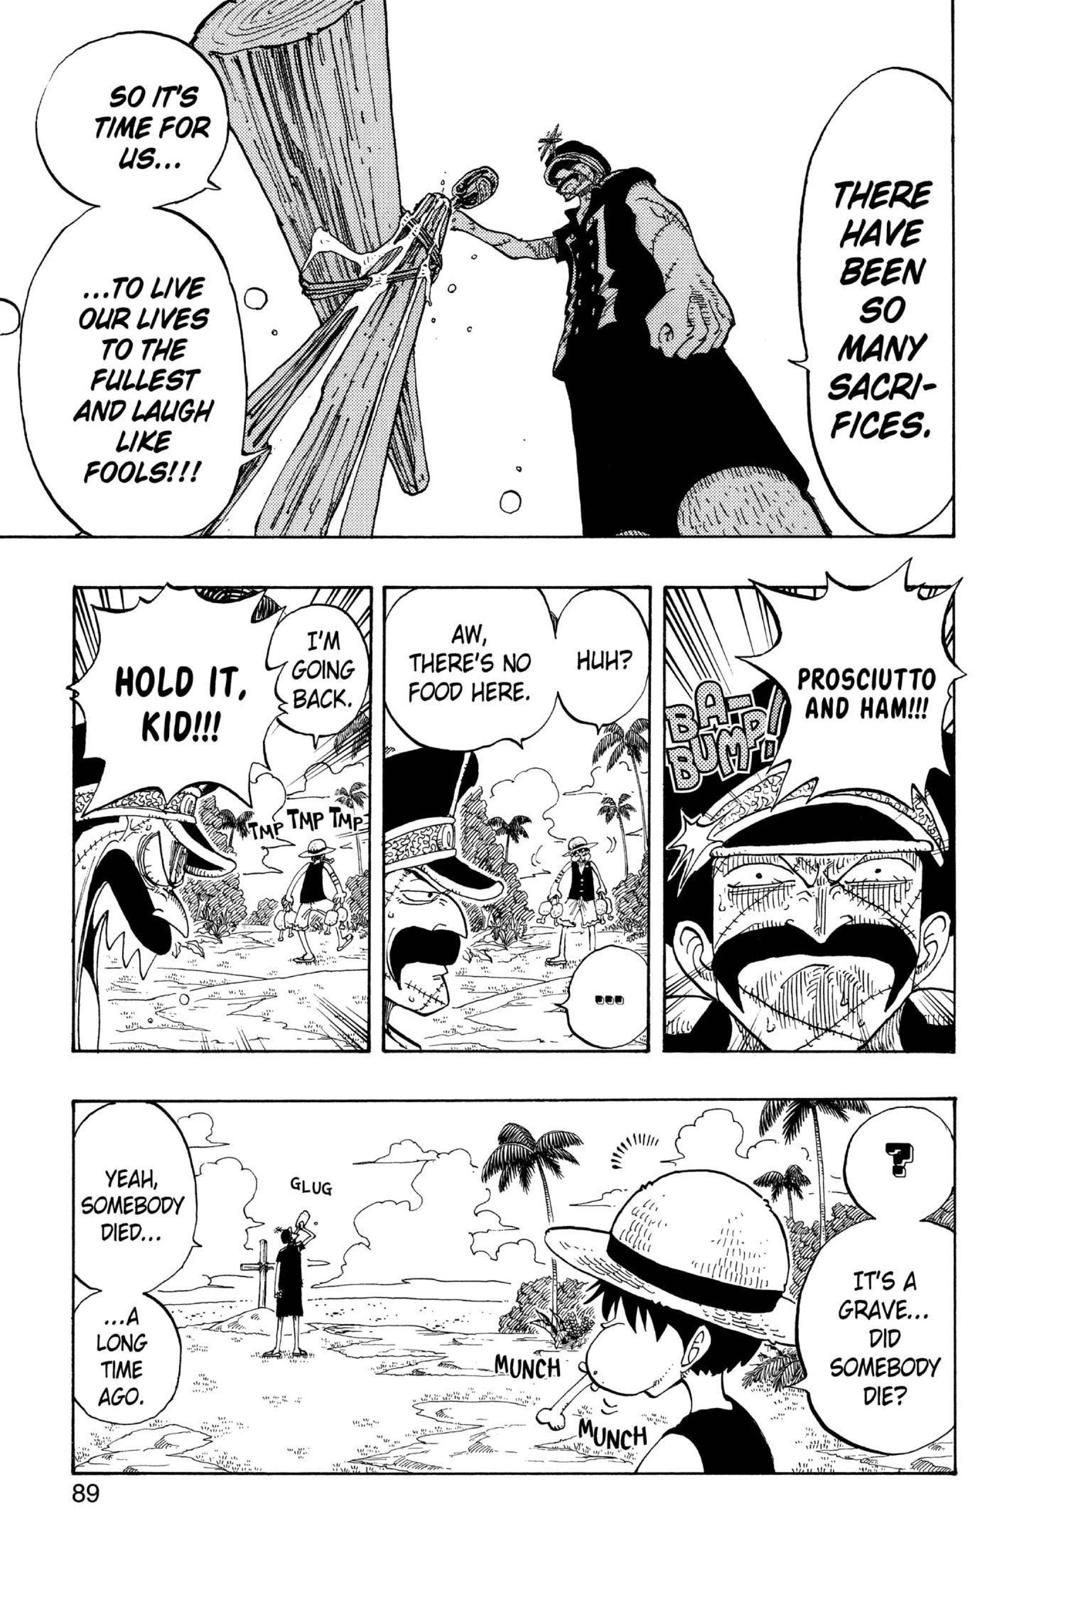 THERE
HAVE
BEEN
SO
MANY
SACRI-
FICES.
SO IT'S
TIME FOR
US...
...TO LIVE
OUR LIVES
TO THE
FULLEST
AND LAUGH
LIKE
FOOLS!!!
PROSCIUTTO
AND HAM!!!
BA-
BUMP!
HUH?
AW,
THERE'S NO
FOOD HERE.
...
I'M
GOING
BACK.
HOLD IT,
KID!!!
TMP TMP TMP
?
IT'S A
GRAVE...
DID
SOMEBODY
DIE?
MUNCH
MUNCH
GLUG
YEAH,
SOMEBODY
DIED...
...A
LONG
TIME
AGO.
89